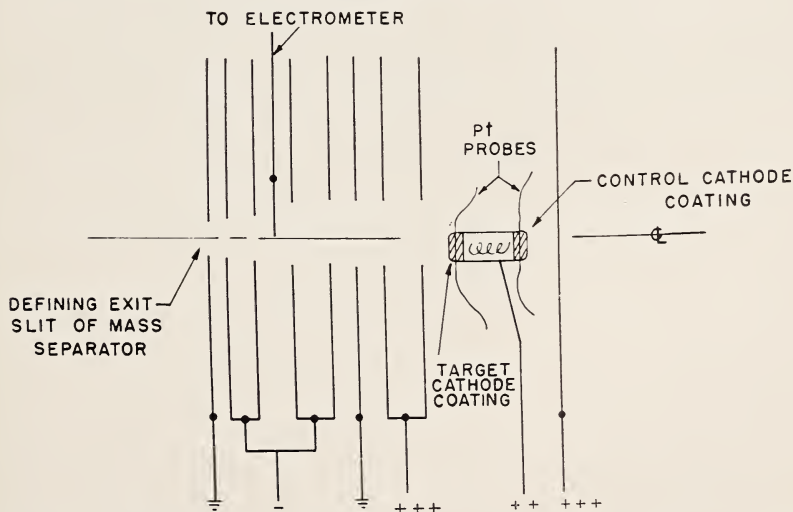 TO ELECTROMETER
Pt
PROBES
CONTROL CATHODE
COATING
℄
DEFINING EXIT
SLIT OF MASS
SEPARATOR
TARGET
CATHODE
COATING
- +++ ++ +++